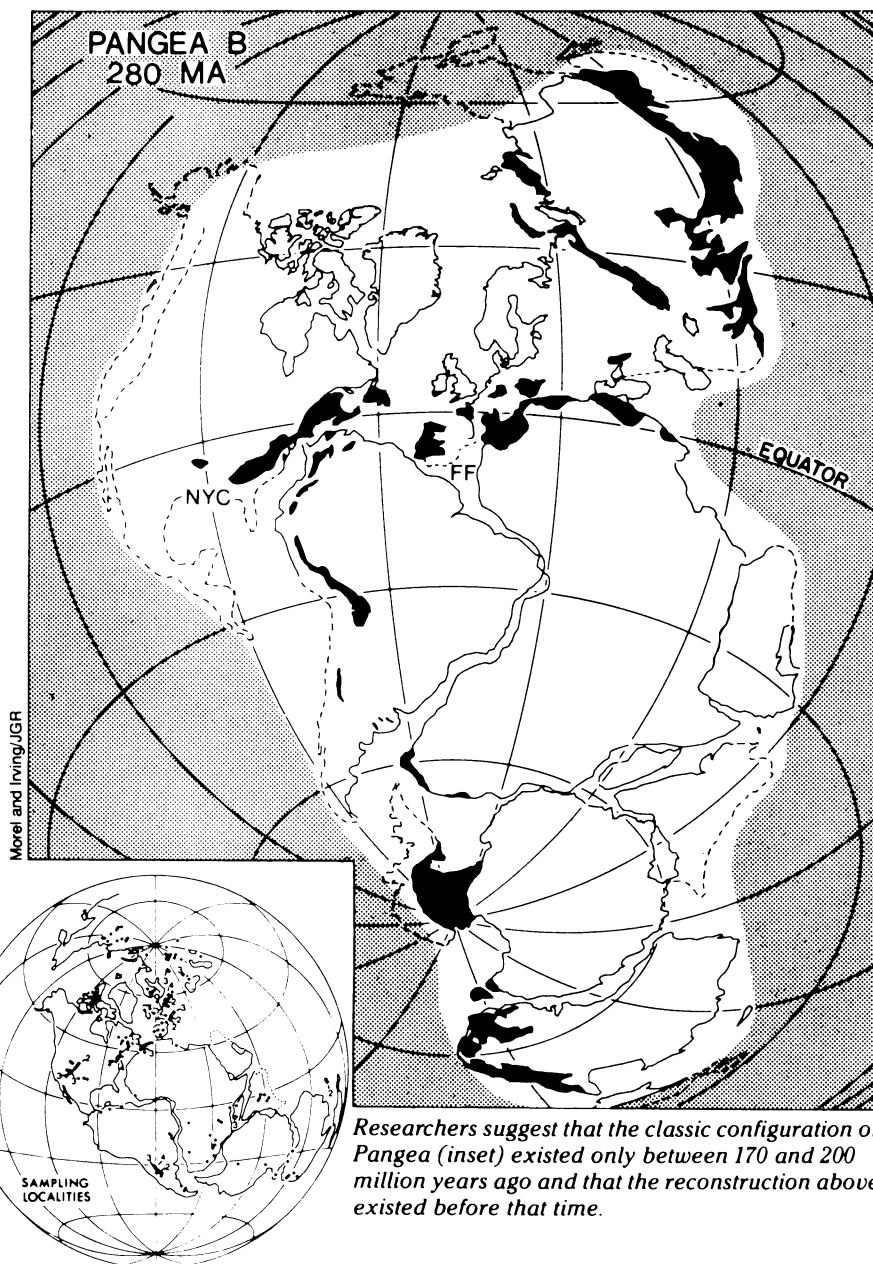 PANGEA B
280 MA
NYC
FF
EQUATOR
Morel and Irving/JGR
SAMPLING
LOCALITIES
Researchers suggest that the classic configuration
Pangea (inset) existed only between 170 and 200
million years ago and that the reconstruction above
existed before that time.